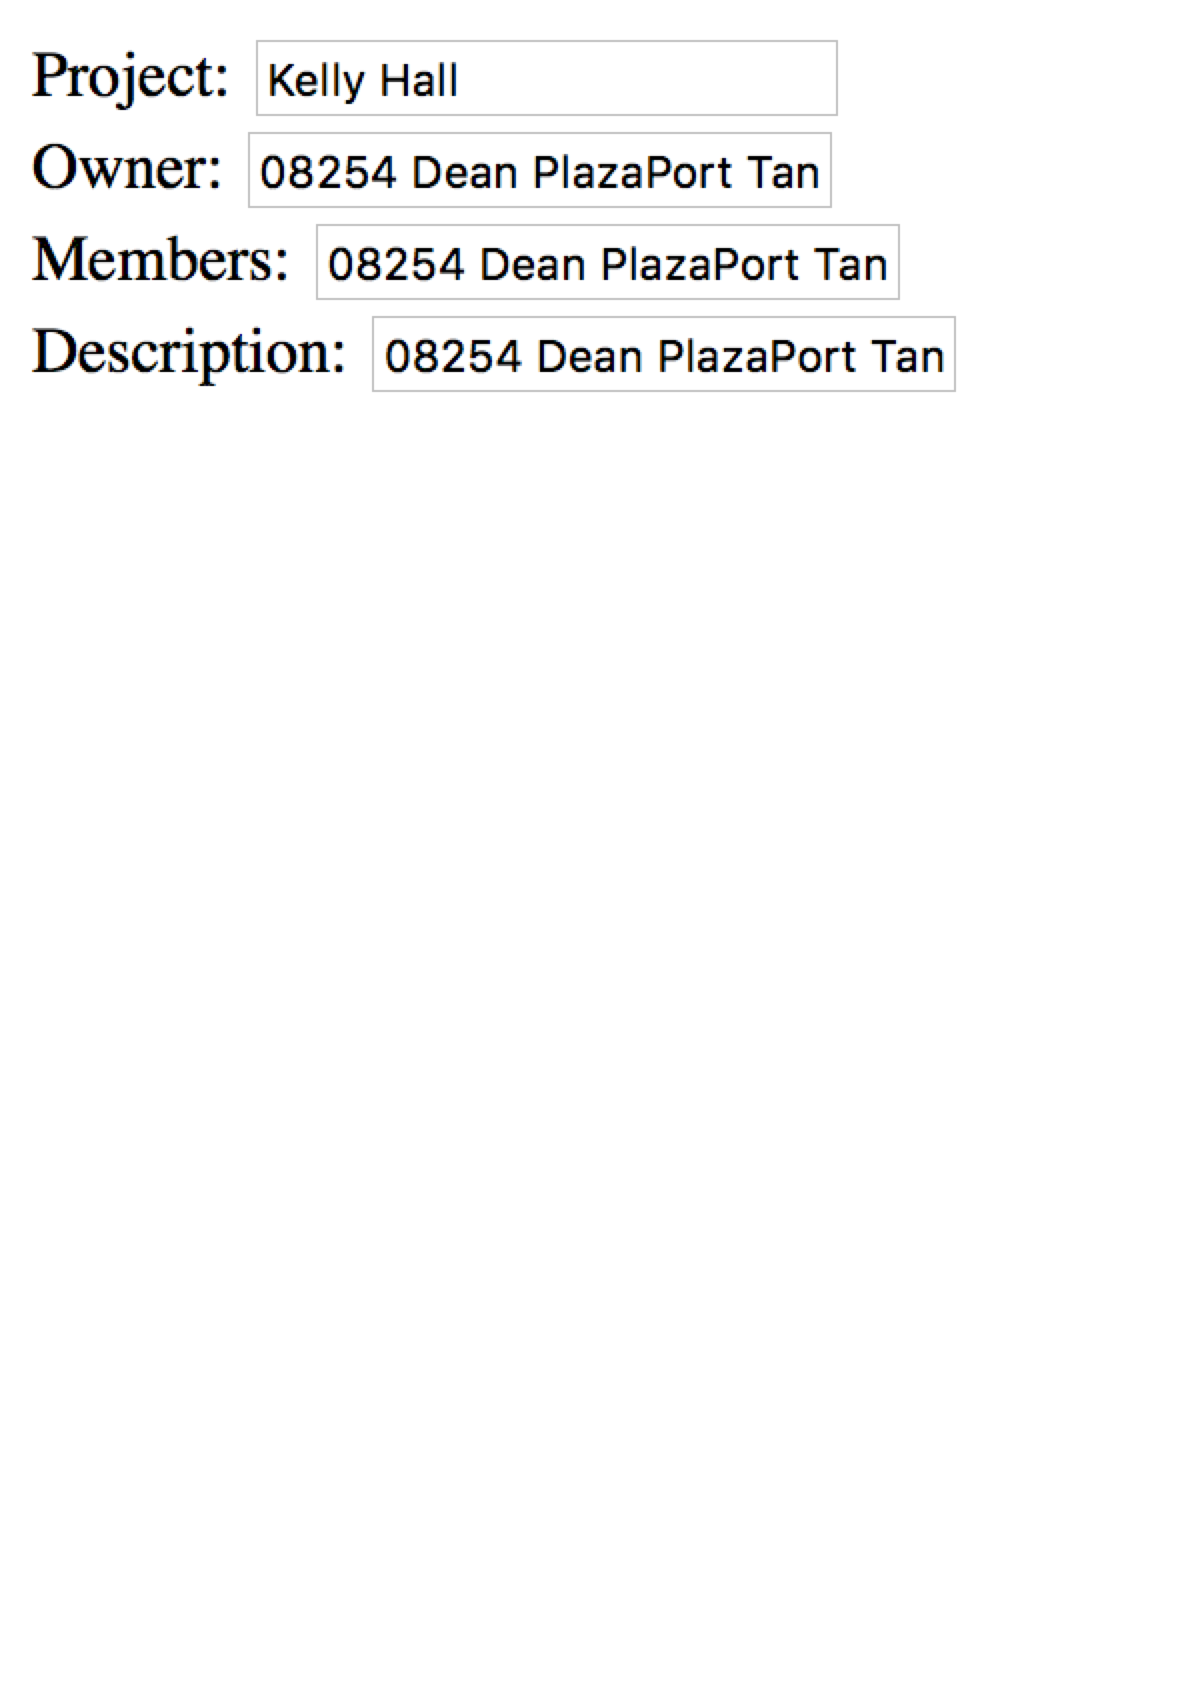 Project: Kelly Hall
Owner: 08254 Dean PlazaPort Tan
Members: 08254 Dean PlazaPort Tan
Description: 08254 Dean PlazaPort Tan